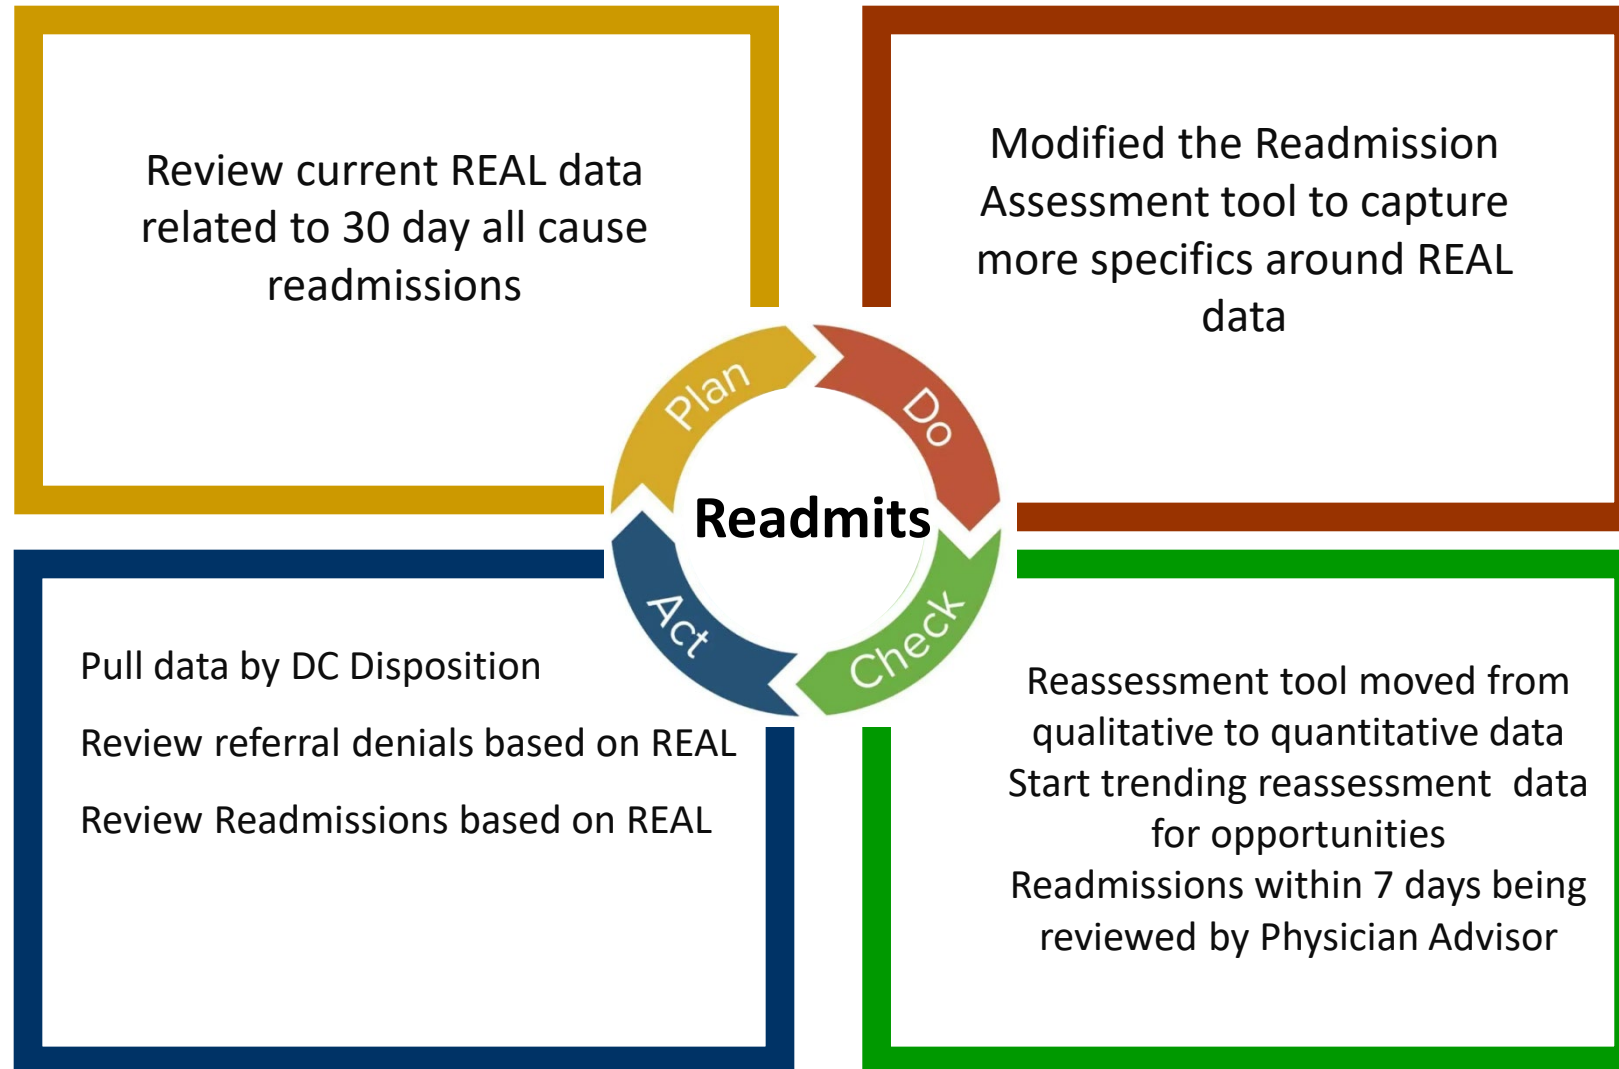 Review current REAL data
related to 30 day all cause
readmissions
Modified the Readmission
Assessment tool to capture
more specifics around REAL
data
Plan
Do
Readmits
Act
Check
Pull data by DC Disposition
Review referral denials based on REAL
Review Readmissions based on REAL
Reassessment tool moved from
qualitative to quantitative data
Start trending reassessment data
for opportunities
Readmissions within 7 days being
reviewed by Physician Advisor